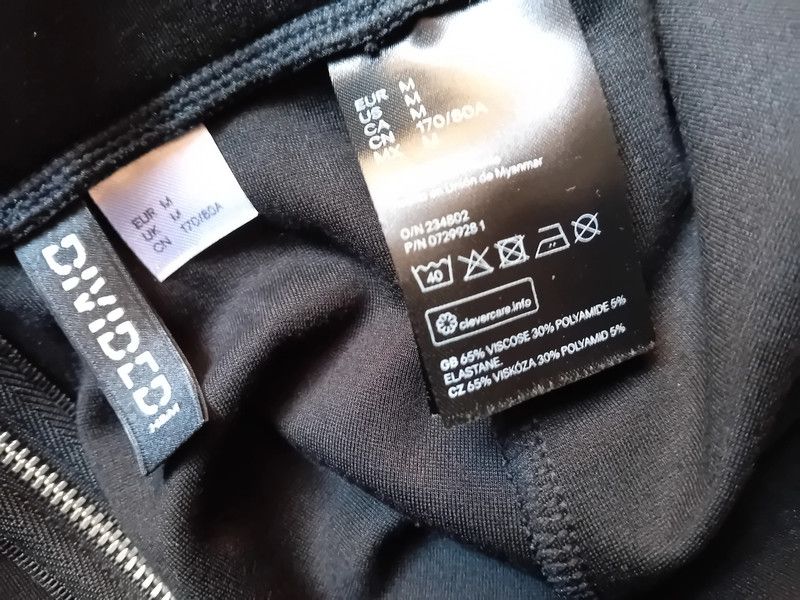 DIVIDED
H&M
EUR M
UK M
CN 170/80A
EUR M
US M
CA M
CN 170/80A
MX M
en Unión de Myanmar
O/N 234802
P/N 0729928 1
40
clevercare.info
GB 65% VISCOSE 30% POLYAMIDE 5%
ELASTANE.
CZ 65% VISKÓZA 30% POLYAMID 5%